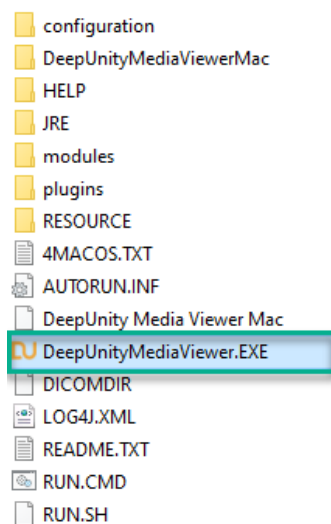 configuration
DeepUnityMediaViewerMac
HELP
JRE
modules
plugins
RESOURCE
4MACOS.TXT
AUTORUN.INF
DeepUnity Media Viewer Mac
DeepUnityMediaViewer.EXE
DICOMDIR
LOG4J.XML
README.TXT
RUN.CMD
RUN.SH